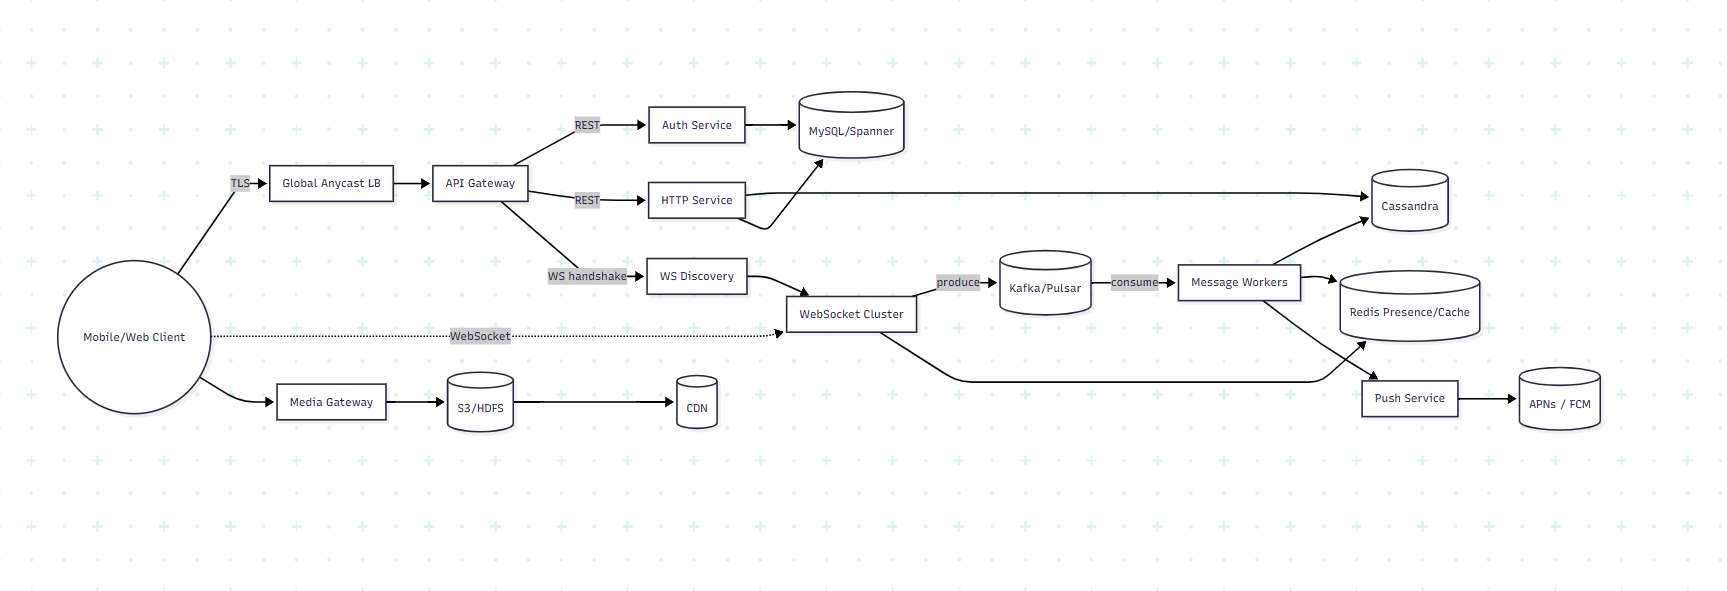 Auth Service
MySQL/Spanner
REST
TLS
Global Anycast LB
API Gateway
REST
HTTP Service
Cassandra
WS handshake
WS Discovery
produce
Kafka/Pulsar
consume
Message Workers
WebSocket Cluster
Redis Presence/Cache
Mobile/Web Client
WebSocket
Media Gateway
S3/HDFS
CDN
Push Service
APNs / FCM